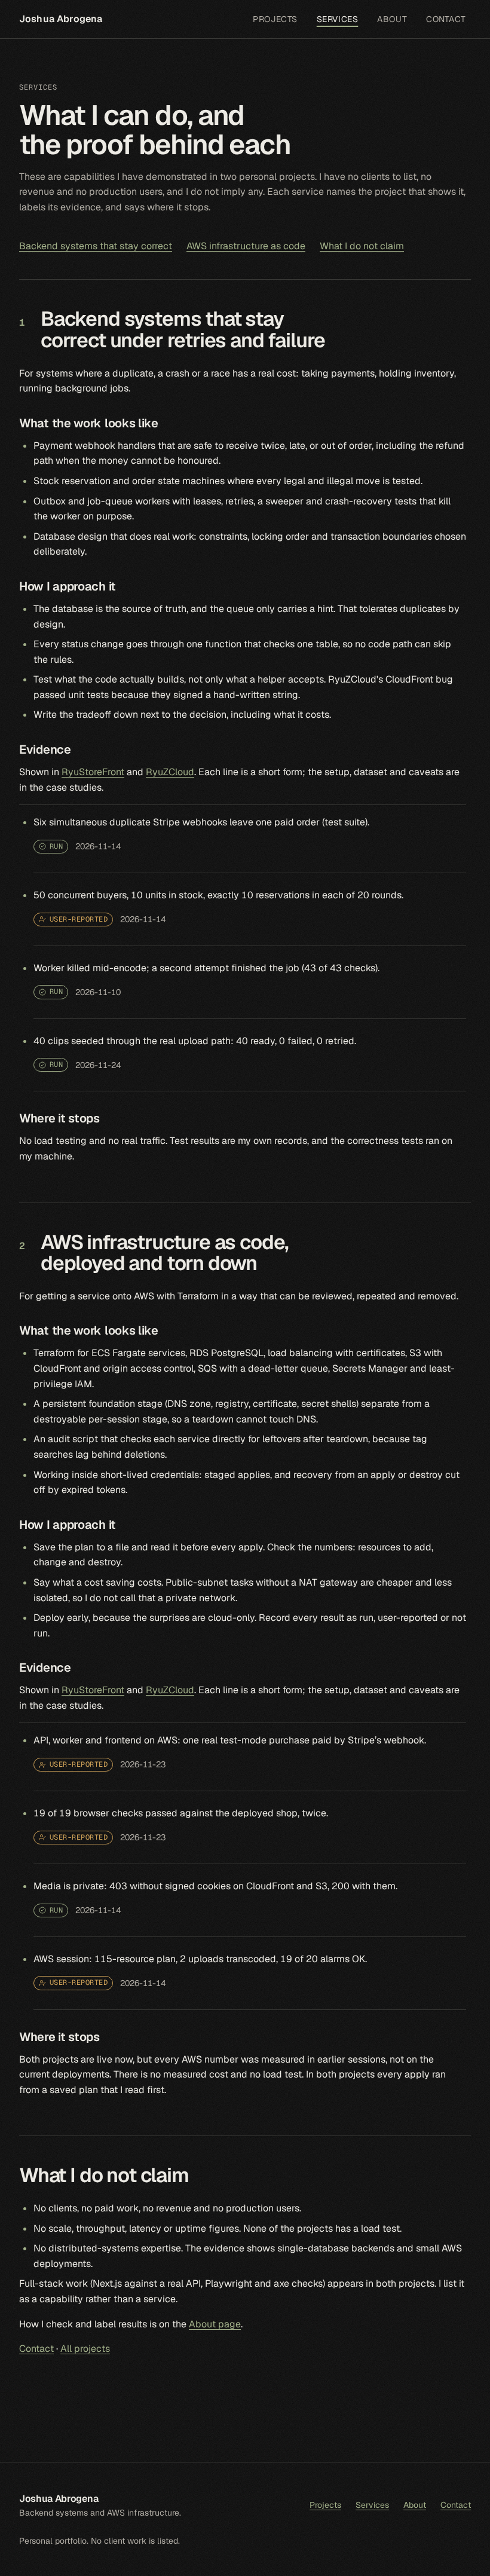 Joshua Abrogena
PROJECTS SERVICES ABOUT CONTACT
SERVICES
What I can do, and
the proof behind each
These are capabilities I have demonstrated in two personal projects. I have no clients to list, no
revenue and no production users, and I do not imply any. Each service names the project that shows it,
labels its evidence, and says where it stops.
Backend systems that stay correct AWS infrastructure as code What I do not claim
1 Backend systems that stay
correct under retries and failure
For systems where a duplicate, a crash or a race has a real cost: taking payments, holding inventory,
running background jobs.
What the work looks like
• Payment webhook handlers that are safe to receive twice, late, or out of order, including the refund
path when the money cannot be honoured.
• Stock reservation and order state machines where every legal and illegal move is tested.
• Outbox and job-queue workers with leases, retries, a sweeper and crash-recovery tests that kill
the worker on purpose.
• Database design that does real work: constraints, locking order and transaction boundaries chosen
deliberately.
How I approach it
• The database is the source of truth, and the queue only carries a hint. That tolerates duplicates by
design.
• Every status change goes through one function that checks one table, so no code path can skip
the rules.
• Test what the code actually builds, not only what a helper accepts. RyuZCloud's CloudFront bug
passed unit tests because they signed a hand-written string.
• Write the tradeoff down next to the decision, including what it costs.
Evidence
Shown in RyuStoreFront and RyuZCloud. Each line is a short form; the setup, dataset and caveats are
in the case studies.
• Six simultaneous duplicate Stripe webhooks leave one paid order (test suite).
RUN 2026-11-14
• 50 concurrent buyers, 10 units in stock, exactly 10 reservations in each of 20 rounds.
USER-REPORTED 2026-11-14
• Worker killed mid-encode; a second attempt finished the job (43 of 43 checks).
RUN 2026-11-10
• 40 clips seeded through the real upload path: 40 ready, 0 failed, 0 retried.
RUN 2026-11-24
Where it stops
No load testing and no real traffic. Test results are my own records, and the correctness tests ran on
my machine.
2 AWS infrastructure as code,
deployed and torn down
For getting a service onto AWS with Terraform in a way that can be reviewed, repeated and removed.
What the work looks like
• Terraform for ECS Fargate services, RDS PostgreSQL, load balancing with certificates, S3 with
CloudFront and origin access control, SQS with a dead-letter queue, Secrets Manager and least-
privilege IAM.
• A persistent foundation stage (DNS zone, registry, certificate, secret shells) separate from a
destroyable per-session stage, so a teardown cannot touch DNS.
• An audit script that checks each service directly for leftovers after teardown, because tag
searches lag behind deletions.
• Working inside short-lived credentials: staged applies, and recovery from an apply or destroy cut
off by expired tokens.
How I approach it
• Save the plan to a file and read it before every apply. Check the numbers: resources to add,
change and destroy.
• Say what a cost saving costs. Public-subnet tasks without a NAT gateway are cheaper and less
isolated, so I do not call that a private network.
• Deploy early, because the surprises are cloud-only. Record every result as run, user-reported or not
run.
Evidence
Shown in RyuStoreFront and RyuZCloud. Each line is a short form; the setup, dataset and caveats are
in the case studies.
• API, worker and frontend on AWS: one real test-mode purchase paid by Stripe's webhook.
USER-REPORTED 2026-11-23
• 19 of 19 browser checks passed against the deployed shop, twice.
USER-REPORTED 2026-11-23
• Media is private: 403 without signed cookies on CloudFront and S3, 200 with them.
RUN 2026-11-14
• AWS session: 115-resource plan, 2 uploads transcoded, 19 of 20 alarms OK.
USER-REPORTED 2026-11-14
Where it stops
Both projects are live now, but every AWS number was measured in earlier sessions, not on the
current deployments. There is no measured cost and no load test. In both projects every apply ran
from a saved plan that I read first.
What I do not claim
• No clients, no paid work, no revenue and no production users.
• No scale, throughput, latency or uptime figures. None of the projects has a load test.
• No distributed-systems expertise. The evidence shows single-database backends and small AWS
deployments.
Full-stack work (Next.js against a real API, Playwright and axe checks) appears in both projects. I list it
as a capability rather than a service.
How I check and label results is on the About page.
Contact · All projects
Joshua Abrogena
Backend systems and AWS infrastructure.
Projects Services About Contact
Personal portfolio. No client work is listed.